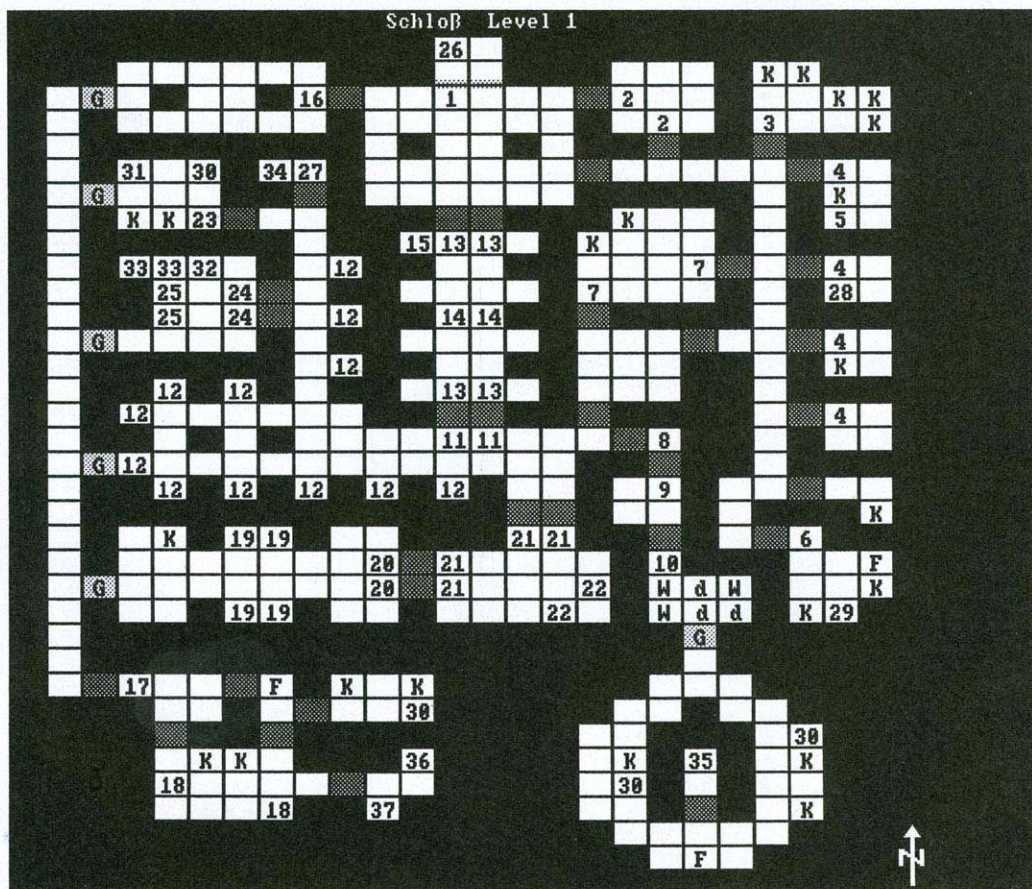 Schloß Level 1
26
K K
G 16 1 2 K K
2 3 K
31 30 34 27 4
G K
K K 23 K 5
15 13 13 K
33 33 32 12 7 4
25 24 7 28
25 24 12 14 14
G 4
12 K
12 12 13 13
12 4
11 11 8
G 12
12 12 12 12 12 9
K
K 19 19 21 21 6
20 21 10 F
G 20 21 22 W d W K
19 19 22 W d d K 29
G
17 F K K
30
30
K K 36 K 35 K
18 30
18 37 K
F
N